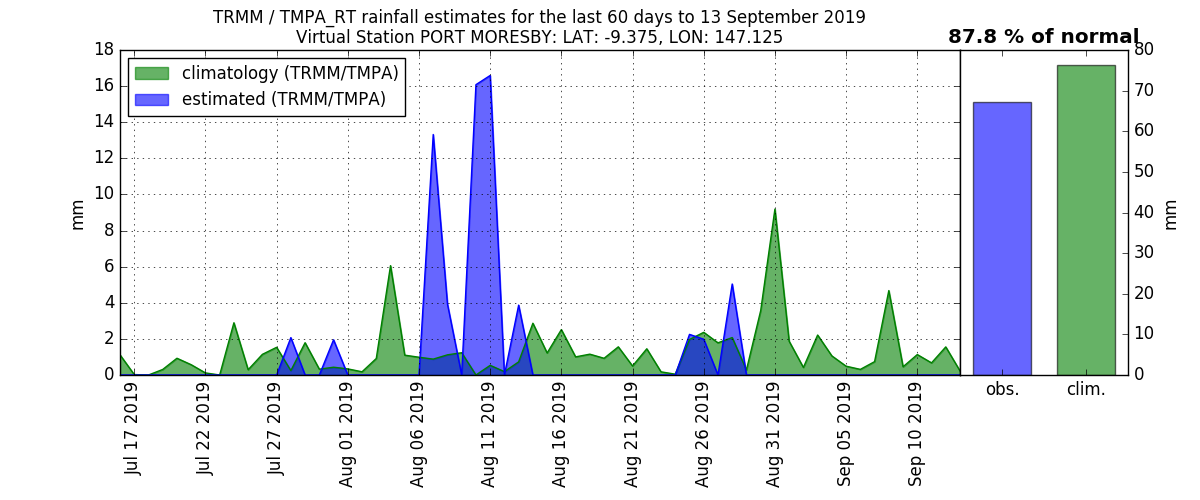 TRMM / TMPA_RT rainfall estimates for the last 60 days to 13 September 2019
Virtual Station PORT MORESBY: LAT: -9.375, LON: 147.125
87.8 % of normal
climatology (TRMM/TMPA)
estimated (TRMM/TMPA)
18
16
14
12
10
8
6
4
2
0
mm
Jul 17 2019
Jul 22 2019
Jul 27 2019
Aug 01 2019
Aug 06 2019
Aug 11 2019
Aug 16 2019
Aug 21 2019
Aug 26 2019
Aug 31 2019
Sep 05 2019
Sep 10 2019
obs.
clim.
80
70
60
50
40
30
20
10
0
mm